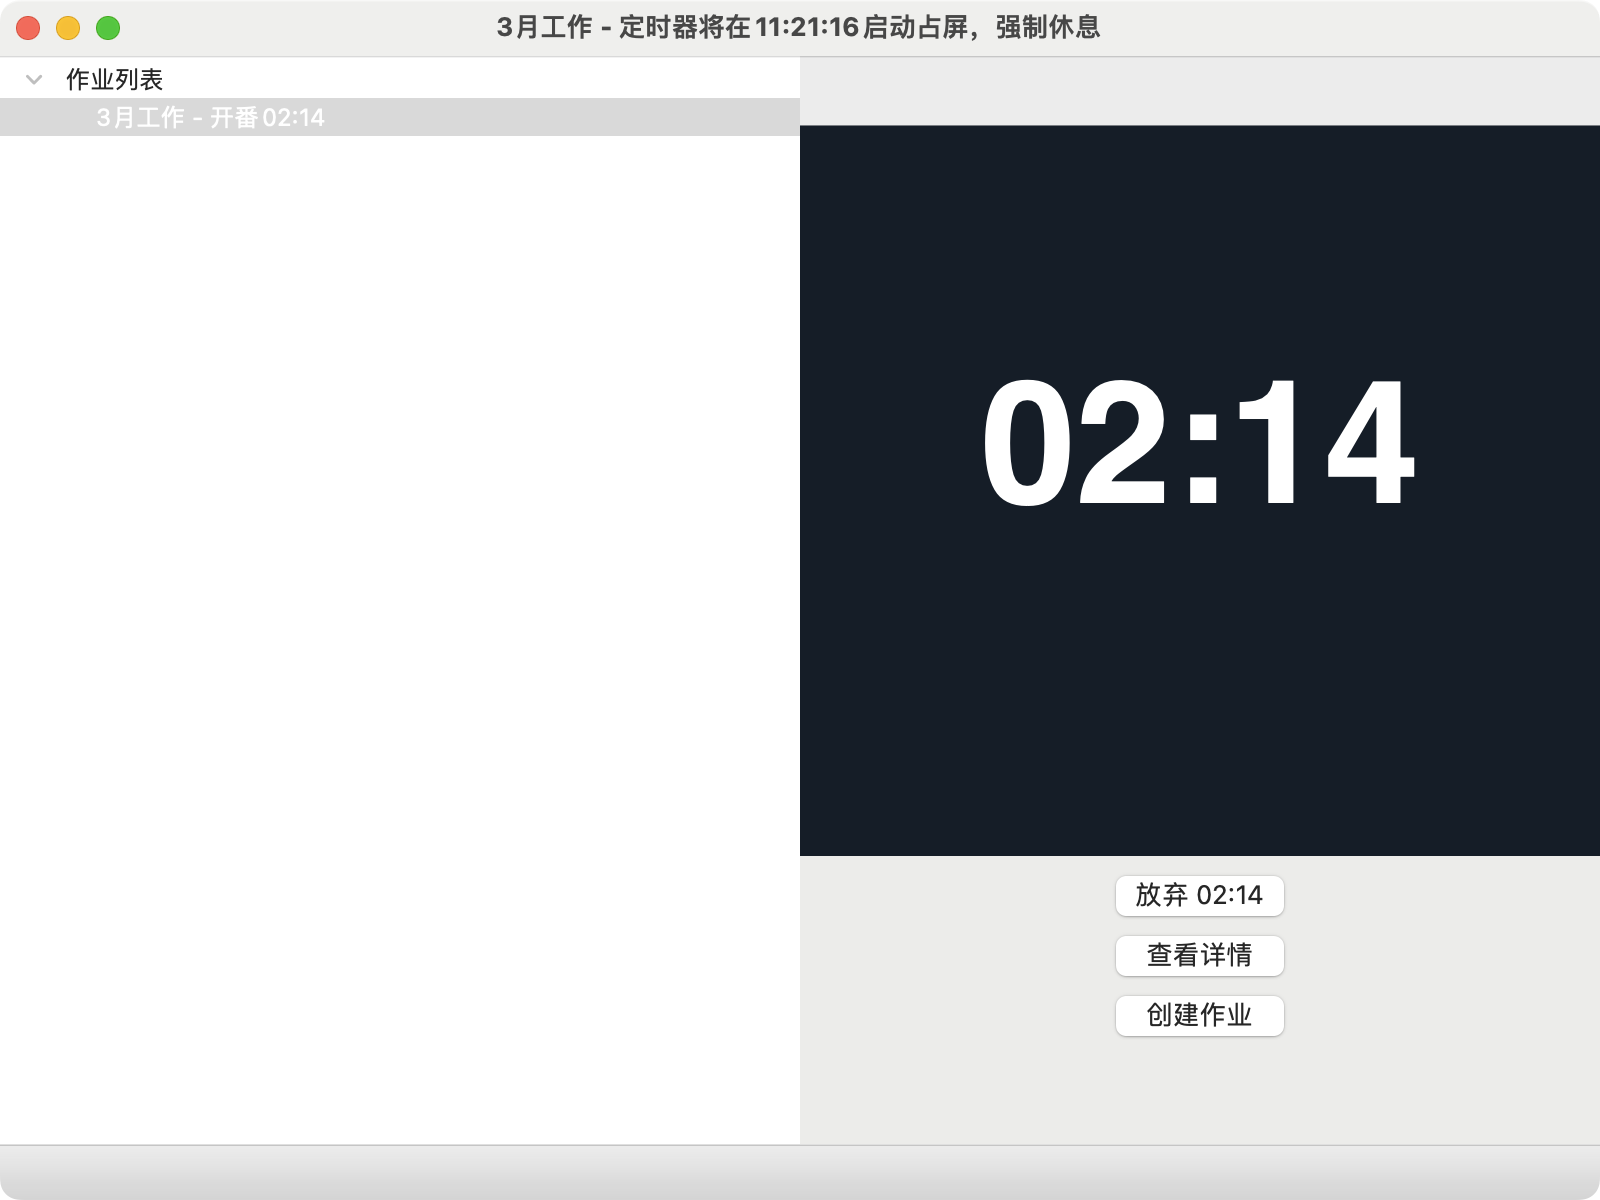 3月工作 - 定时器将在11:21:16启动占屏，强制休息
作业列表
3月工作 - 开番02:14
02:14
放弃 02:14
查看详情
创建作业